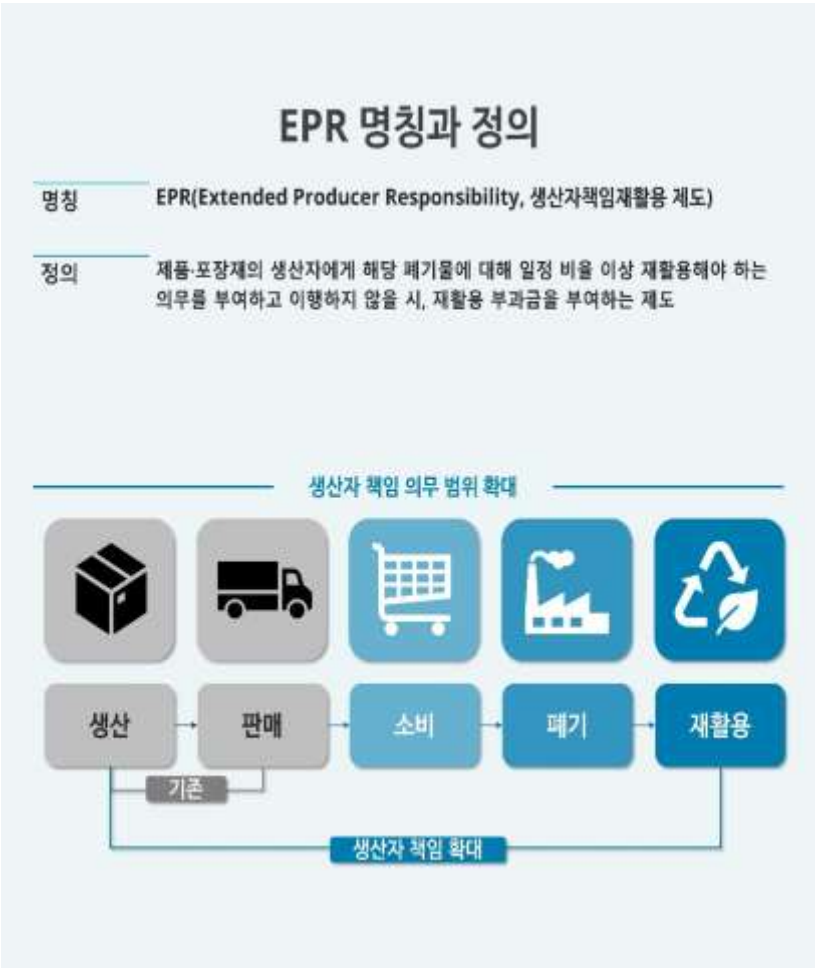 EPR 명칭과 정의
명칭
EPR(Extended Producer Responsibility, 생산자책임재활용 제도)
정의
제품·포장재의 생산자에게 해당 폐기물에 대해 일정 비율 이상 재활용해야 하는
의무를 부여하고 이행하지 않을 시, 재활용 부과금을 부여하는 제도
생산자 책임 의무 범위 확대
생산
판매
소비
폐기
재활용
기존
생산자 책임 확대